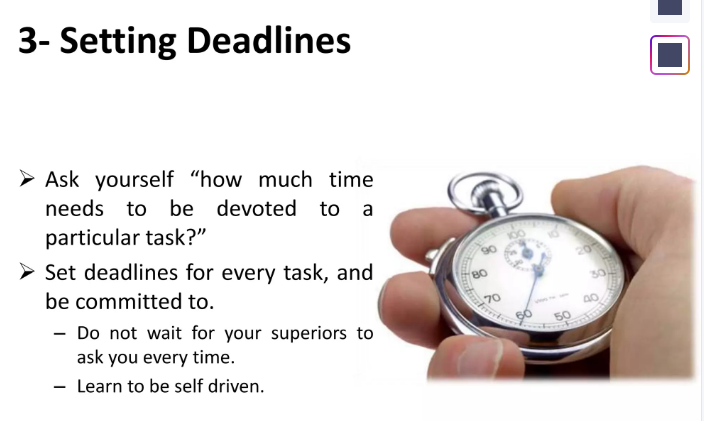 3- Setting Deadlines
➢ Ask yourself “how much time
needs to be devoted to a
particular task?”
➢ Set deadlines for every task, and
be committed to.
– Do not wait for your superiors to
ask you every time.
– Learn to be self driven.
100
10
90
20
80
30
70
40
60
50